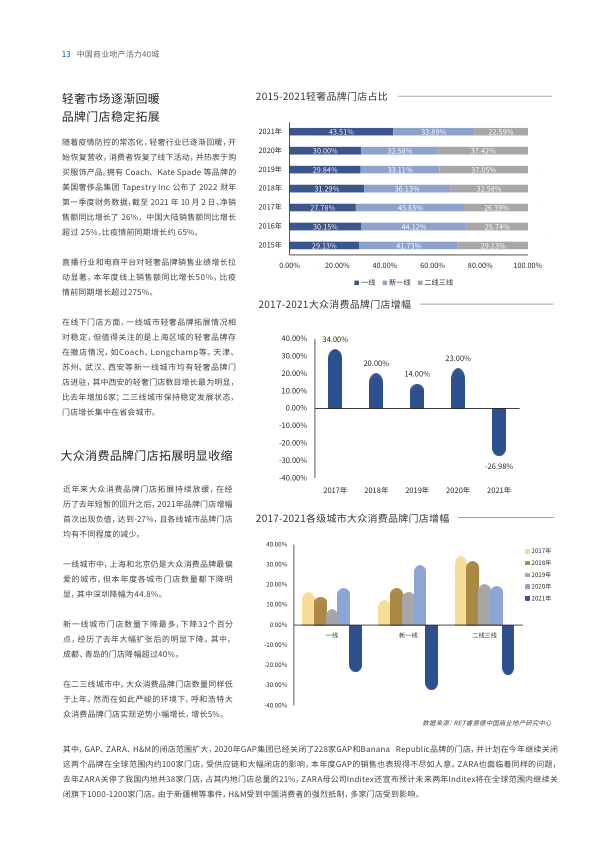 13 中国商业地产活力40城
轻奢市场逐渐回暖
品牌门店稳定拓展
随着疫情防控的常态化，轻奢行业已逐渐回暖，开
始恢复营收，消费者恢复了线下活动，并热衷于购
买服饰产品。拥有 Coach、Kate Spade 等品牌的
美国奢侈品集团 Tapestry Inc 公布了 2022 财年
第一季度财务数据，截至 2021 年 10 月 2 日，净销
售额同比增长了 26%，中国大陆销售额同比增长
超过 25%，比疫情前同期增长约 65%。
直播行业和电商平台对轻奢品牌销售业绩增长拉
动显著。本年度线上销售额同比增长50%，比疫
情前同期增长超过275%。
在线下门店方面，一线城市轻奢品牌拓展情况相
对稳定，但值得关注的是上海区域的轻奢品牌存
在撤店情况，如Coach、Longchamp等。天津、
苏州、武汉、西安等新一线城市均有轻奢品牌门
店进驻，其中西安的轻奢门店数目增长最为明显，
比去年增加6家；二三线城市保持稳定发展状态，
门店增长集中在省会城市。
大众消费品牌门店拓展明显收缩
近年来大众消费品牌门店拓展持续放缓，在经
历了去年短暂的回升之后，2021年品牌门店增幅
首次出现负值，达到-27%，且各线城市品牌门店
均有不同程度的减少。
一线城市中，上海和北京仍是大众消费品牌最偏
爱的城市，但本年度各城市门店数量都下降明
显，其中深圳降幅为44.8%。
新一线城市门店数量下降最多，下降32个百分
点，经历了去年大幅扩张后的明显下降。其中，
成都、青岛的门店降幅超过40%。
在二三线城市中，大众消费品牌门店数量同样低
于上年。然而在如此严峻的环境下，呼和浩特大
众消费品牌门店实现逆势小幅增长，增长5%。
2015-2021轻奢品牌门店占比
2021年 43.51% 33.89% 22.59%
2020年 30.00% 32.58% 37.42%
2019年 29.84% 33.11% 37.05%
2018年 31.29% 36.13% 32.58%
2017年 27.78% 45.83% 26.39%
2016年 30.15% 44.12% 25.74%
2015年 29.13% 41.73% 29.13%
0.00% 20.00% 40.00% 60.00% 80.00% 100.00%
一线 新一线 二线三线
2017-2021大众消费品牌门店增幅
40.00%
30.00%
20.00%
10.00%
0.00%
-10.00%
-20.00%
-30.00%
-40.00%
34.00% 20.00% 14.00% 23.00% -26.98%
2017年 2018年 2019年 2020年 2021年
2017-2021各级城市大众消费品牌门店增幅
40.00%
30.00%
20.00%
10.00%
0.00%
-10.00%
-20.00%
-30.00%
-40.00%
一线 新一线 二线三线
2017年
2018年
2019年
2020年
2021年
数据来源：RET睿意德中国商业地产研究中心
其中，GAP、ZARA、H&M的闭店范围扩大，2020年GAP集团已经关闭了228家GAP和Banana Republic品牌的门店，并计划在今年继续关闭
这两个品牌在全球范围内约100家门店，受供应链和大幅闭店的影响，本年度GAP的销售也表现得不尽如人意。ZARA也面临着同样的问题，
去年ZARA关停了我国内地共38家门店，占其内地门店总量的21%，ZARA母公司Inditex还宣布预计未来两年Inditex将在全球范围内继续关
闭旗下1000-1200家门店。由于新疆棉等事件，H&M受到中国消费者的强烈抵制，多家门店受到影响。